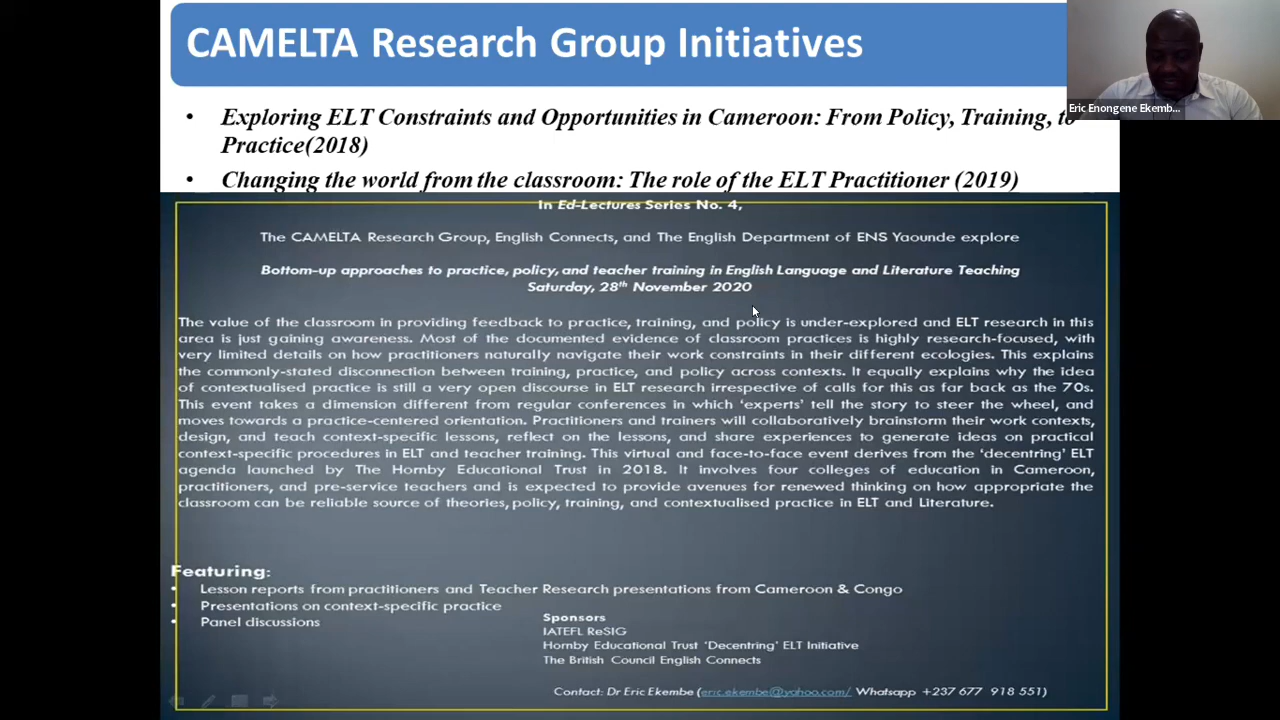 CAMELTA Research Group Initiatives
Eric Enongene Ekemb...
• Exploring ELT Constraints and Opportunities in Cameroon: From Policy, Training, to
Practice(2018)
• Changing the world from the classroom: The role of the ELT Practitioner (2019)
In Ed-Lectures Series No. 4,
The CAMELTA Research Group, English Connects, and The English Department of ENS Yaounde explore
Bottom-up approaches to practice, policy, and teacher training in English Language and Literature Teaching
Saturday, 28th November 2020
The value of the classroom in providing feedback to practice, training, and policy is under-explored and ELT research in this
area is just gaining awareness. Most of the documented evidence of classroom practices is highly research-focused, with
very limited details on how practitioners naturally navigate their work constraints in their different ecologies. This explains
the commonly-stated disconnection between training, practice, and policy across contexts. It equally explains why the idea
of contextualised practice is still a very open discourse in ELT research irrespective of calls for this as far back as the 70s.
This event takes a dimension different from regular conferences in which ‘experts’ tell the story to steer the wheel, and
moves towards a practice-centered orientation. Practitioners and trainers will collaboratively brainstorm their work contexts,
design, and teach context-specific lessons, reflect on the lessons, and share experiences to generate ideas on practical
context-specific procedures in ELT and teacher training. This virtual and face-to-face event derives from the ‘decentring’ ELT
agenda launched by The Hornby Educational Trust in 2018. It involves four colleges of education in Cameroon,
practitioners, and pre-service teachers and is expected to provide avenues for renewed thinking on how appropriate the
classroom can be reliable source of theories, policy, training, and contextualised practice in ELT and Literature.
Featuring:
• Lesson reports from practitioners and Teacher Research presentations from Cameroon & Congo
• Presentations on context-specific practice
• Panel discussions
Sponsors
IATEFL ReSIG
Hornby Educational Trust ‘Decentring’ ELT Initiative
The British Council English Connects
Contact: Dr Eric Ekembe (eric.ekembe@yahoo.com/ Whatsapp +237 677 918 551)